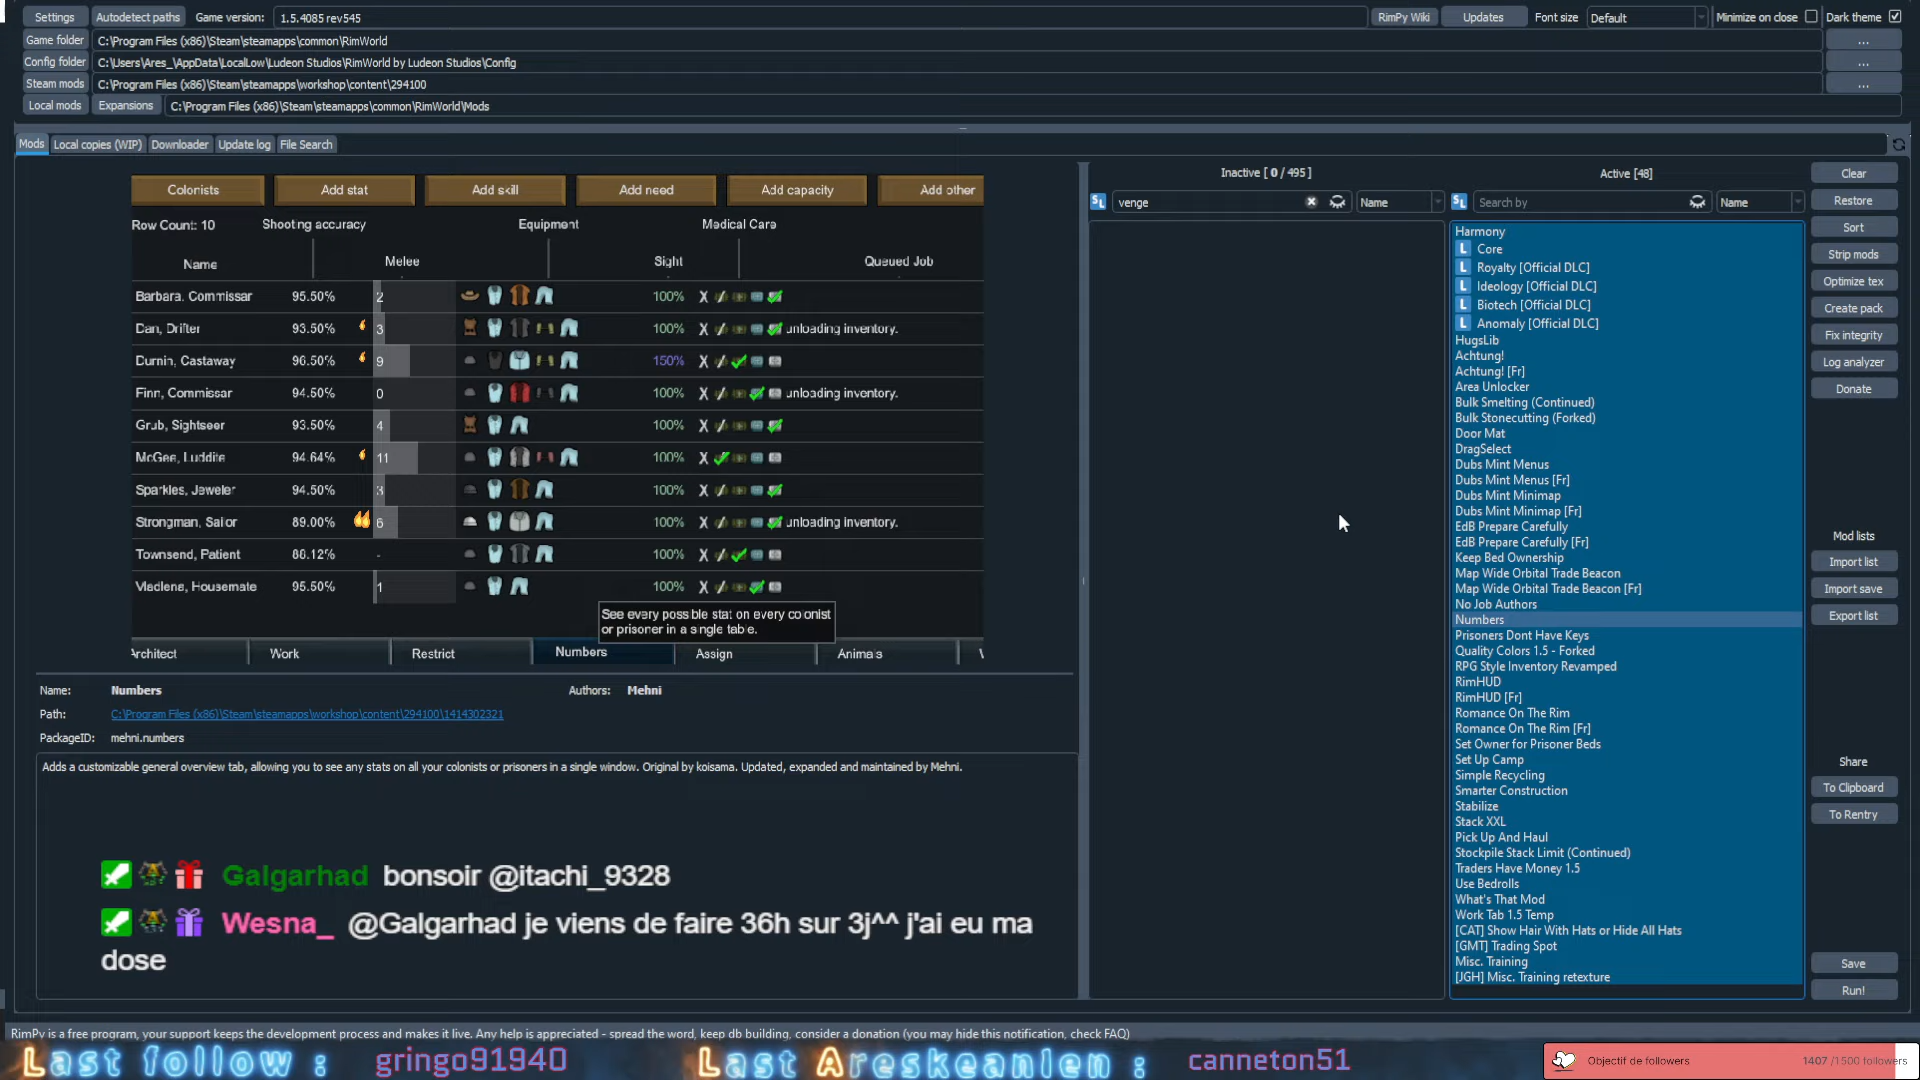 Settings Autodetect paths Game version: 1.5.4085 rev545 RimPy Wiki Updates Font size Default Minimize on close Dark theme
Game folder C:\Program Files (x86)\Steam\steamapps\common\RimWorld ...
Config folder C:\Users\Ares_\AppData\LocalLow\Ludeon Studios\RimWorld by Ludeon Studios\Config ...
Steam mods C:\Program Files (x86)\Steam\steamapps\workshop\content\294100 ...
Local mods Expansions C:\Program Files (x86)\Steam\steamapps\common\RimWorld\Mods
Mods Local copies (WIP) Downloader Update log File Search
Colonists Add stat Add skill Add need Add capacity Add other
Row Count: 10 Shooting accuracy Equipment Medical Care
Name Melee Sight Queued Job
Barbara, Commissar 95.50% 2 100%
Dan, Drifter 93.50% 3 100% unloading inventory.
Durnin, Castaway 96.50% 9 150%
Finn, Commissar 94.50% 0 100% unloading inventory.
Grub, Sightseer 93.50% 4 100%
McGee, Luddite 94.64% 11 100%
Sparkles, Jeweler 94.50% 3 100%
Strongman, Sailor 89.00% 6 100% unloading inventory.
Townsend, Patient 88.12% - 100%
Vladlena, Housemate 95.50% 1 100%
See every possible stat on every colonist
or prisoner in a single table.
Architect Work Restrict Numbers Assign Animals
Name: Numbers Authors: Mehni
Path: C:\Program Files (x86)\Steam\steamapps\workshop\content\294100\1414302321
PackageID: mehni.numbers
Adds a customizable general overview tab, allowing you to see any stats on all your colonists or prisoners in a single window. Original by koisama. Updated, expanded and maintained by Mehni.
Galgarhad bonsoir @itachi_9328
Wesna_ @Galgarhad je viens de faire 36h sur 3j^^ j'ai eu ma
dose
Inactive [ 0 / 495 ]
venge Name
Active [48]
Search by Name
Harmony
L Core
L Royalty [Official DLC]
L Ideology [Official DLC]
L Biotech [Official DLC]
L Anomaly [Official DLC]
HugsLib
Achtung!
Achtung! [Fr]
Area Unlocker
Bulk Smelting (Continued)
Bulk Stonecutting (Forked)
Door Mat
DragSelect
Dubs Mint Menus
Dubs Mint Menus [Fr]
Dubs Mint Minimap
Dubs Mint Minimap [Fr]
EdB Prepare Carefully
EdB Prepare Carefully [Fr]
Keep Bed Ownership
Map Wide Orbital Trade Beacon
Map Wide Orbital Trade Beacon [Fr]
No Job Authors
Numbers
Prisoners Dont Have Keys
Quality Colors 1.5 - Forked
RPG Style Inventory Revamped
RimHUD
RimHUD [Fr]
Romance On The Rim
Romance On The Rim [Fr]
Set Owner for Prisoner Beds
Set Up Camp
Simple Recycling
Smarter Construction
Stabilize
Stack XXL
Pick Up And Haul
Stockpile Stack Limit (Continued)
Traders Have Money 1.5
Use Bedrolls
What's That Mod
Work Tab 1.5 Temp
[CAT] Show Hair With Hats or Hide All Hats
[GMT] Trading Spot
Misc. Training
[JGH] Misc. Training retexture
Clear
Restore
Sort
Strip mods
Optimize tex
Create pack
Fix integrity
Log analyzer
Donate
Mod lists
Import list
Import save
Export list
Share
To Clipboard
To Rentry
Save
Run!
RimPy is a free program, your support keeps the development process and makes it live. Any help is appreciated - spread the word, keep db building, consider a donation (you may hide this notification, check FAQ)
Last follow : gringo91940 Last Areskeanien : canneton51
Objectif de followers 1407 /1500 followers